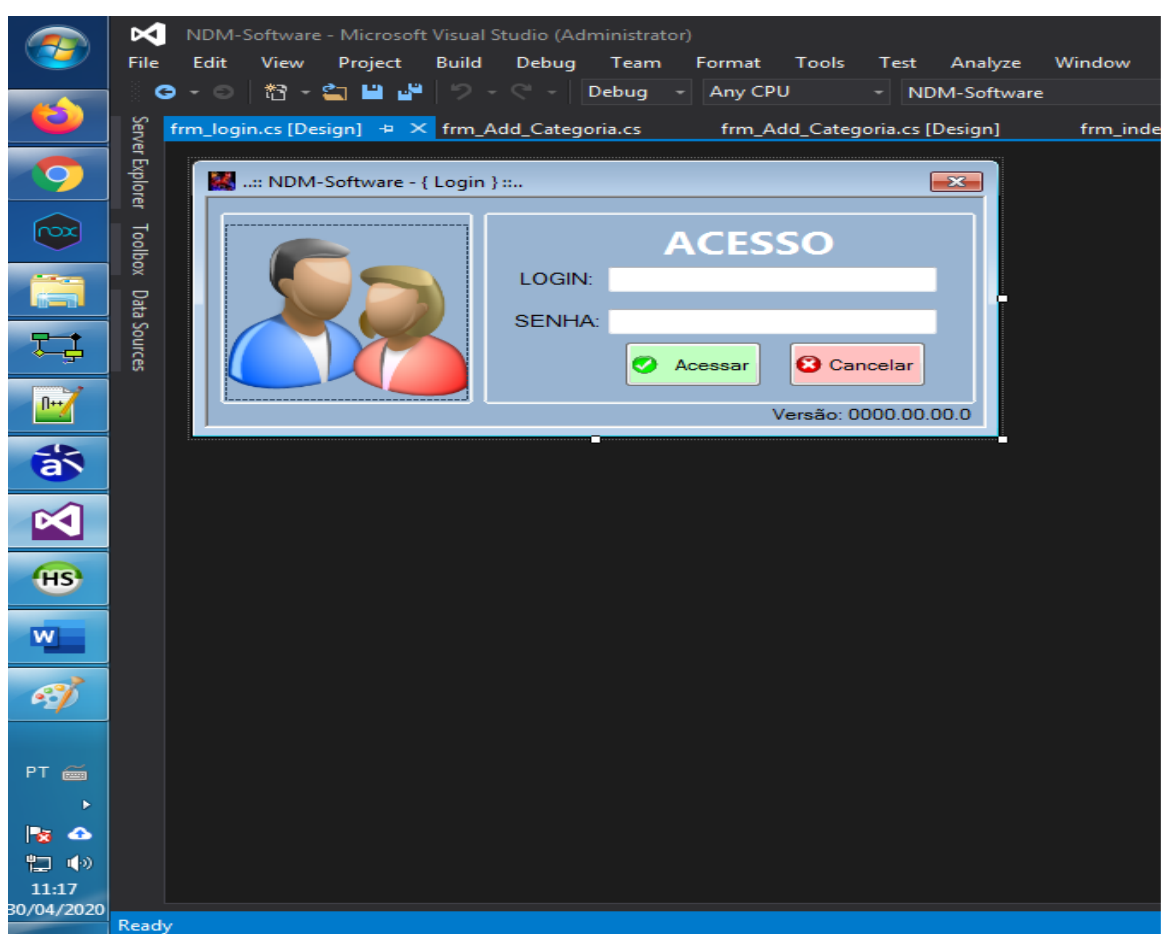 NDM-Software - Microsoft Visual Studio (Administrator)
File Edit View Project Build Debug Team Format Tools Test Analyze Window
Debug Any CPU NDM-Software
frm_login.cs [Design] frm_Add_Categoria.cs frm_Add_Categoria.cs [Design] frm_inde
Server Explorer
Toolbox
Data Sources
..:: NDM-Software - { Login } ::..
ACESSO
LOGIN:
SENHA:
Acessar Cancelar
Versão: 0000.00.00.0
nox
n++
a
HS
W
PT
11:17
30/04/2020
Ready